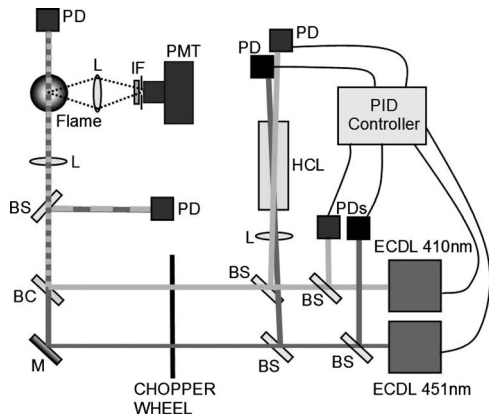 PD
PD
PD
L
IF
PMT
Flame
PID
Controller
L
HCL
BS
PD
PDs
L
ECDL 410nm
BS
BC
BS
M
BS
BS
CHOPPER
WHEEL
ECDL 451nm